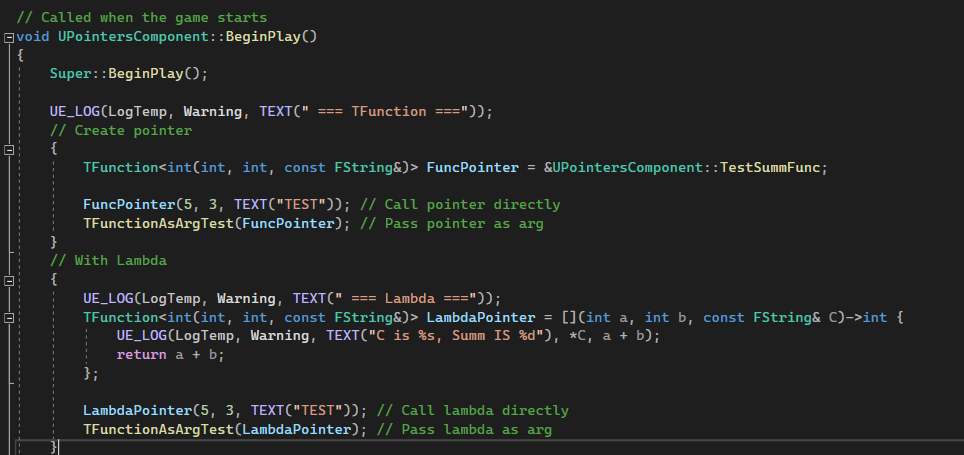 // Called when the game starts
void UPointersComponent::BeginPlay()
{
    Super::BeginPlay();

    UE_LOG(LogTemp, Warning, TEXT(" === TFunction ==="));
    // Create pointer
    {
        TFunction<int(int, int, const FString&)> FuncPointer = &UPointersComponent::TestSummFunc;

        FuncPointer(5, 3, TEXT("TEST")); // Call pointer directly
        TFunctionAsArgTest(FuncPointer); // Pass pointer as arg
    }
    // With Lambda
    {
        UE_LOG(LogTemp, Warning, TEXT(" === Lambda ==="));
        TFunction<int(int, int, const FString&)> LambdaPointer = [](int a, int b, const FString& C)->int {
            UE_LOG(LogTemp, Warning, TEXT("C is %s, Summ IS %d"), *C, a + b);
            return a + b;
        };

        LambdaPointer(5, 3, TEXT("TEST")); // Call lambda directly
        TFunctionAsArgTest(LambdaPointer); // Pass lambda as arg
    }